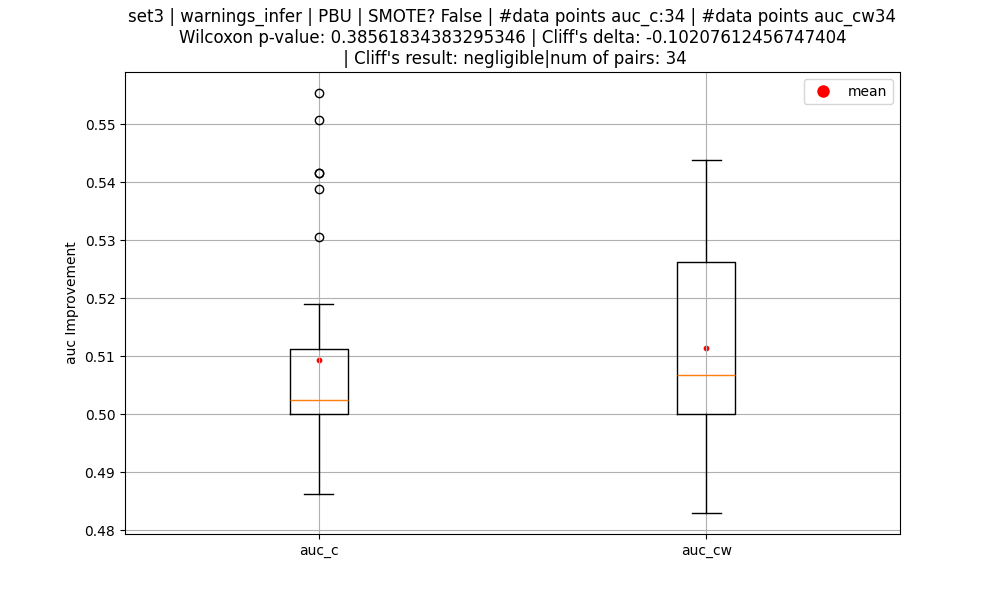 set3 | warnings_infer | PBU | SMOTE? False | #data points auc_c:34 | #data points auc_cw34
Wilcoxon p-value: 0.38561834383295346 | Cliff's delta: -0.10207612456747404
| Cliff's result: negligible|num of pairs: 34
mean
0.55
0.54
0.53
0.52
0.51
0.50
0.49
0.48
auc Improvement
auc_c
auc_cw